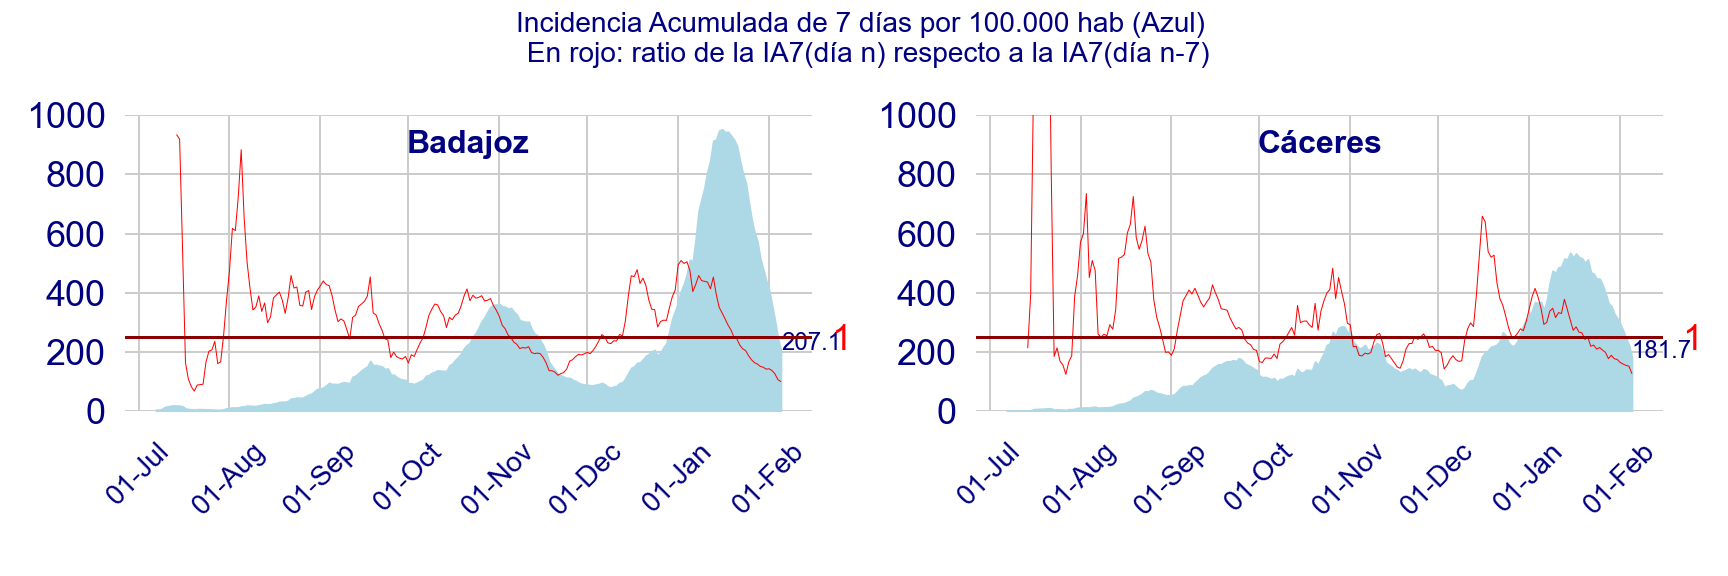 Incidencia Acumulada de 7 días por 100.000 hab (Azul)
En rojo: ratio de la IA7(día n) respecto a la IA7(día n-7)
Badajoz
1000
800
600
400
200
0
207.1
1
01-Jul
01-Aug
01-Sep
01-Oct
01-Nov
01-Dec
01-Jan
01-Feb
Cáceres
1000
800
600
400
200
0
181.7
1
01-Jul
01-Aug
01-Sep
01-Oct
01-Nov
01-Dec
01-Jan
01-Feb